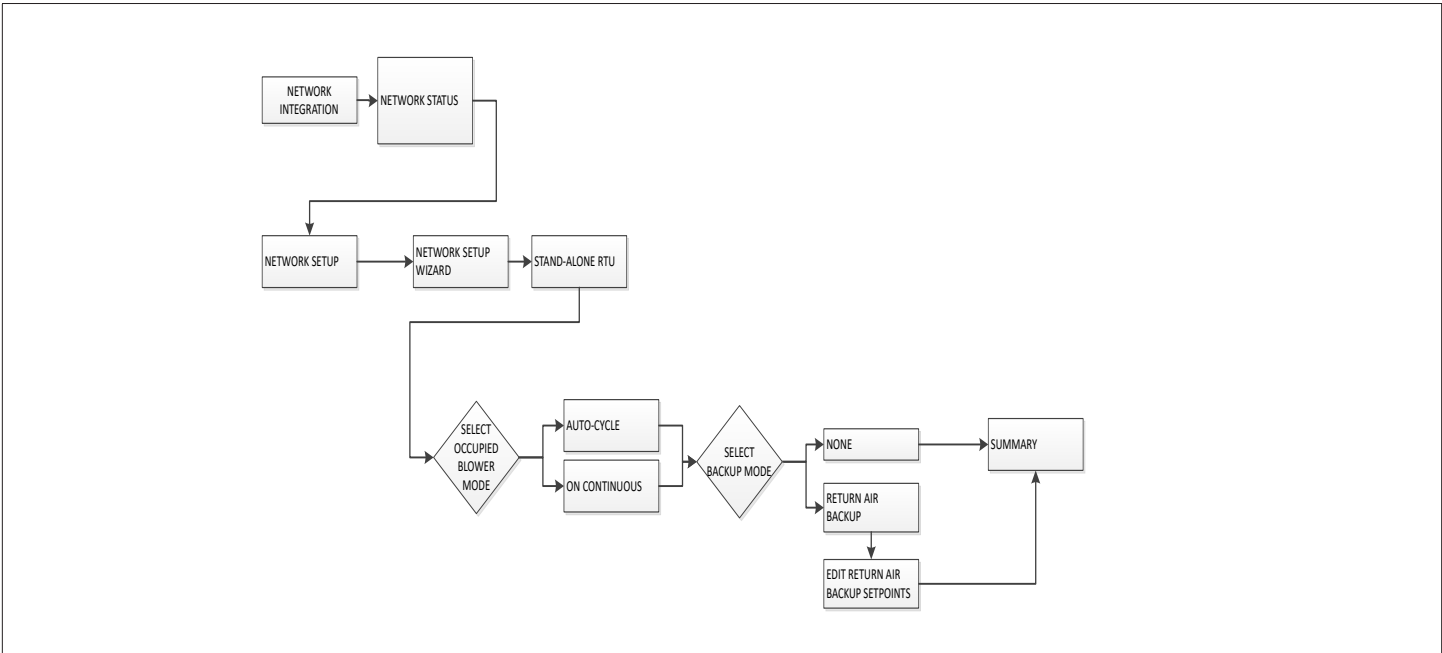 NETWORK
INTEGRATION
NETWORK STATUS
NETWORK SETUP
NETWORK SETUP
WIZARD
STAND-ALONE RTU
SELECT
OCCUPIED
BLOWER
MODE
AUTO-CYCLE
ON CONTINUOUS
SELECT
BACKUP MODE
NONE
RETURN AIR
BACKUP
EDIT RETURN AIR
BACKUP SETPOINTS
SUMMARY